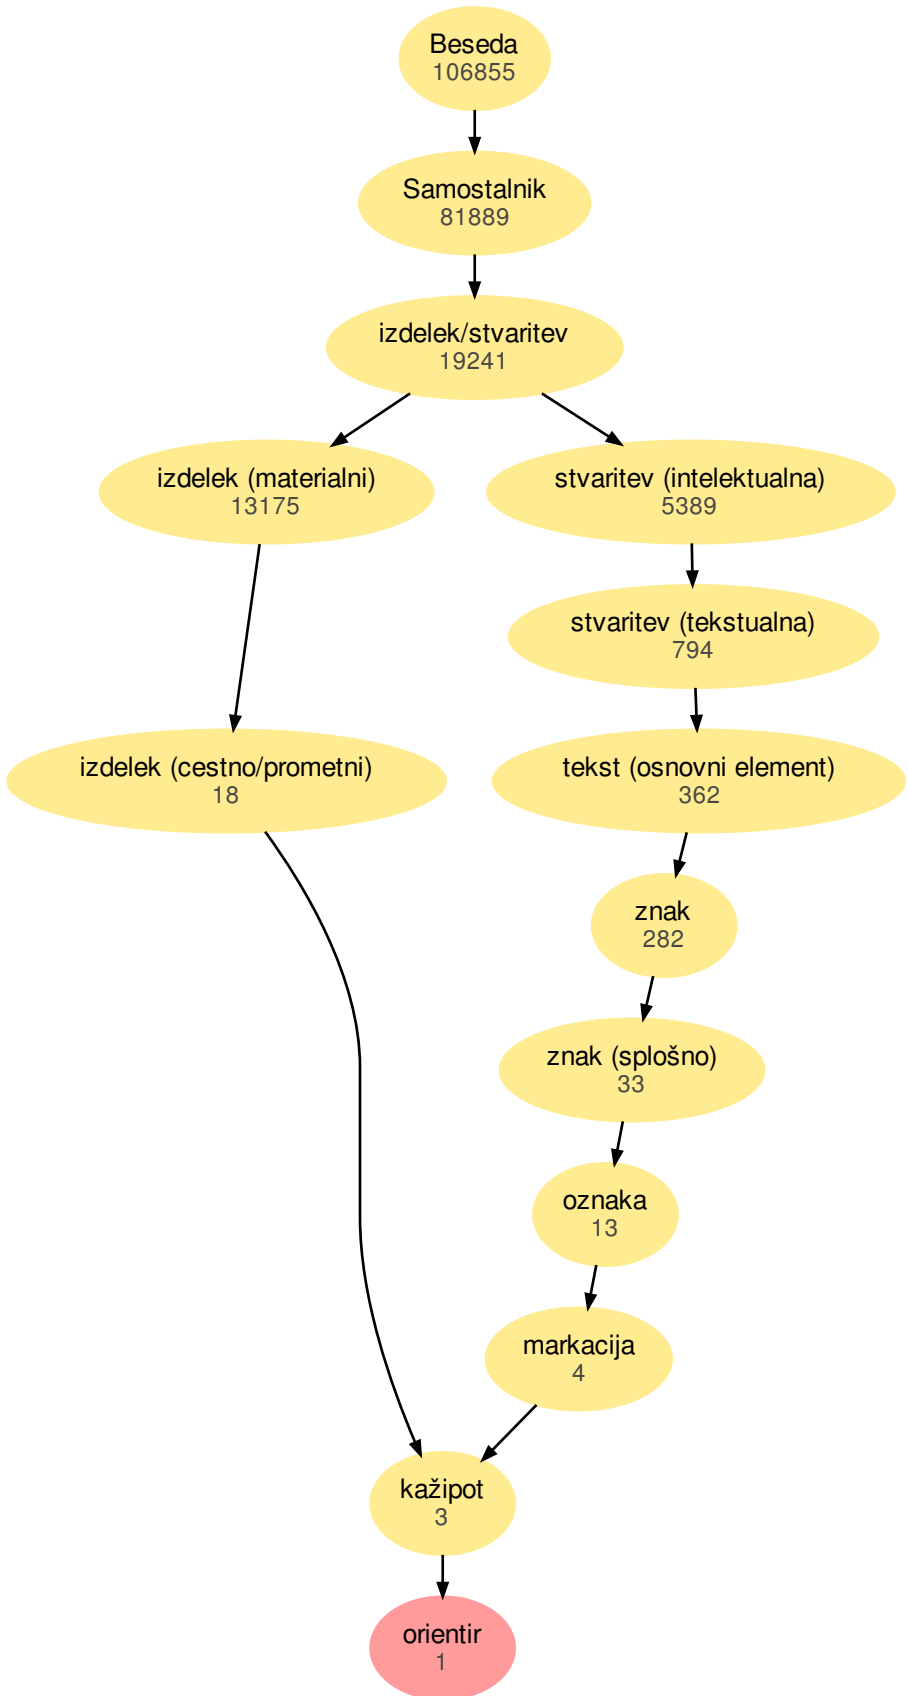 Beseda
106855
Samostalnik
81889
izdelek/stvaritev
19241
izdelek (materialni)
13175
stvaritev (intelektualna)
5389
stvaritev (tekstualna)
794
izdelek (cestno/prometni)
18
tekst (osnovni element)
362
znak
282
znak (splošno)
33
oznaka
13
markacija
4
kažipot
3
orientir
1